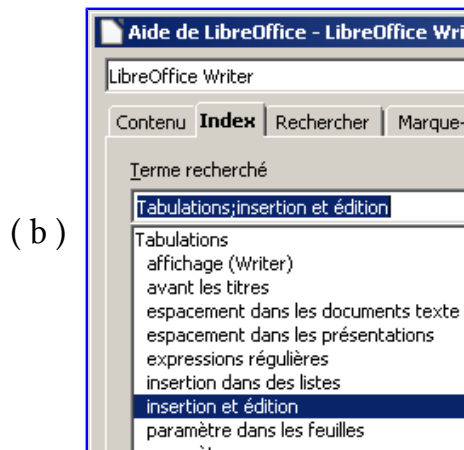 Aide de LibreOffice - LibreOffice Wri
LibreOffice Writer
Contenu Index Rechercher Marque-
Terme recherché
Tabulations;insertion et édition
(b)
Tabulations
affichage (Writer)
avant les titres
espacement dans les documents texte
espacement dans les présentations
expressions régulières
insertion dans des listes
insertion et édition
paramètre dans les feuilles